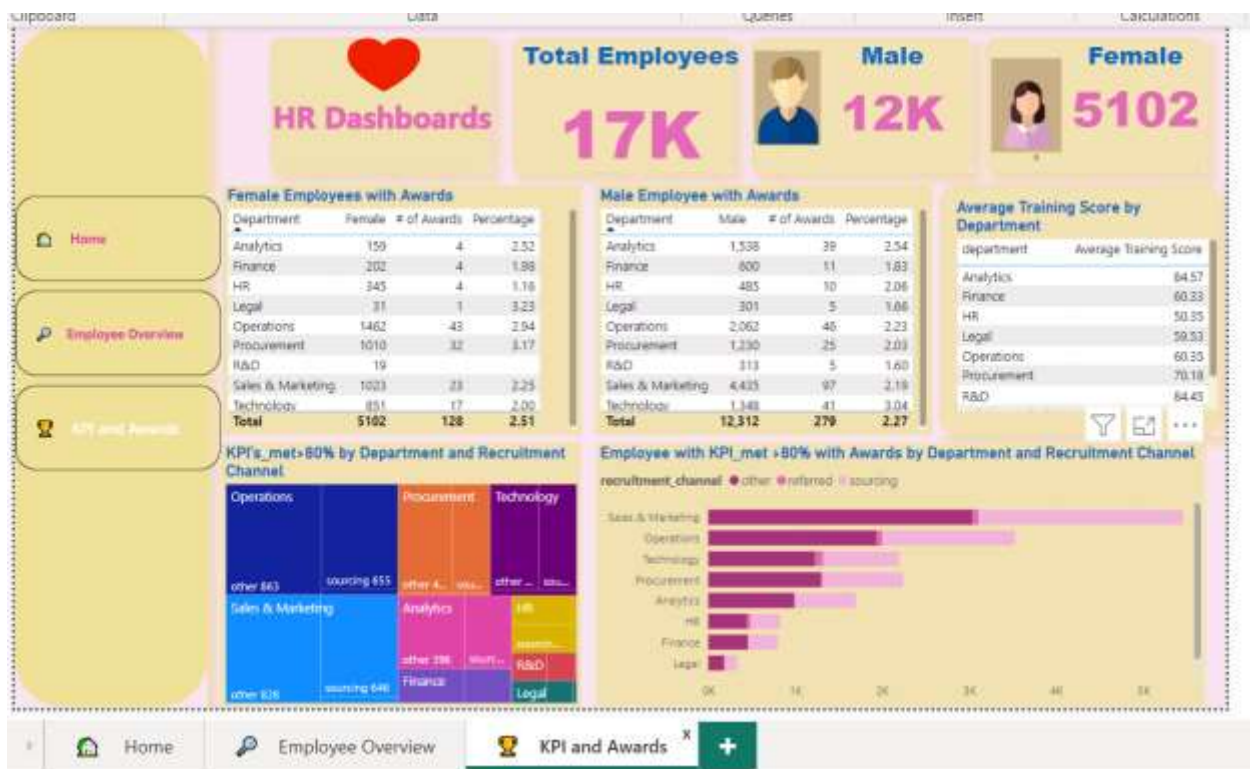 Clipboard Data Queries Insert Calculations
HR Dashboards
Total Employees
17K
Male
12K
Female
5102
Home
Employee Overview
KPI and Awards
Female Employees with Awards
Department Female # of Awards Percentage
Analytics 159 4 2.52
Finance 202 4 1.98
HR 345 4 1.16
Legal 31 1 3.23
Operations 1462 43 2.94
Procurement 1010 32 3.17
R&D 19
Sales & Marketing 1023 23 2.25
Technology 851 17 2.00
Total 5102 128 2.51
Male Employee with Awards
Department Male # of Awards Percentage
Analytics 1,538 39 2.54
Finance 600 11 1.83
HR 485 10 2.06
Legal 301 5 1.66
Operations 2,062 46 2.23
Procurement 1,230 25 2.03
R&D 313 5 1.60
Sales & Marketing 4,435 97 2.19
Technology 1,348 41 3.04
Total 12,312 279 2.27
Average Training Score by
Department
department Average Training Score
Analytics 84.57
Finance 60.33
HR 50.35
Legal 59.53
Operations 60.35
Procurement 70.18
R&D 84.45
KPI's_met>80% by Department and Recruitment
Channel
Operations
other 863
sourcing 655
Procurement
other 4...
sou...
Technology
other ...
sou...
Sales & Marketing
other 828
sourcing 646
Analytics
other 398
sourc...
Finance
HR
R&D
Legal
Employee with KPI_met >80% with Awards by Department and Recruitment Channel
recruitment_channel other referred sourcing
Sales & Marketing
Operations
Technology
Procurement
Analytics
HR
Finance
Legal
0K 1K 2K 3K 4K 5K
Home
Employee Overview
KPI and Awards x
+